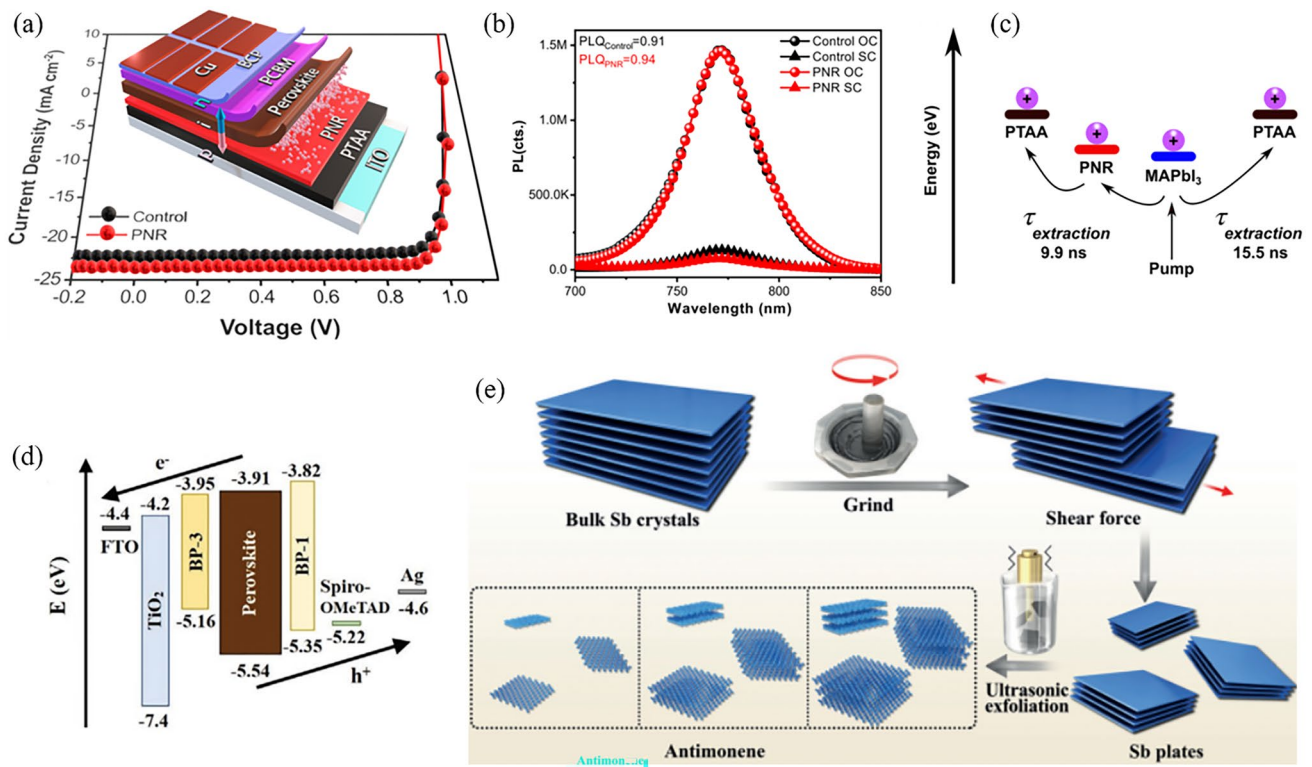 (a)
10
5
0
-5
-10
-15
-20
-25
Current Density (mA cm⁻²)
Cu
BCP
PCBM
Perovskite
PNR
PTAA
ITO
n
i
p
Control
PNR
-0.2
0.0
0.2
0.4
0.6
0.8
1.0
Voltage (V)
(b)
PLQControl=0.91
PLQPNR=0.94
Control OC
Control SC
PNR OC
PNR SC
1.5M
1.0M
500.0K
0.0
PL(cts.)
700
750
800
850
Wavelength (nm)
(c)
Energy (eV)
PTAA
PNR
MAPbI₃
PTAA
+
+
+
+
τextraction
9.9 ns
Pump
τextraction
15.5 ns
(d)
E (eV)
e⁻
-4.4
FTO
-4.2
TiO₂
-7.4
-3.95
BP-3
-5.16
-3.91
Perovskite
-5.54
-3.82
BP-1
-5.35
Spiro-
OMeTAD
-5.22
Ag
-4.6
h⁺
(e)
Bulk Sb crystals
Grind
Shear force
Ultrasonic
exfoliation
Sb plates
Antimonene